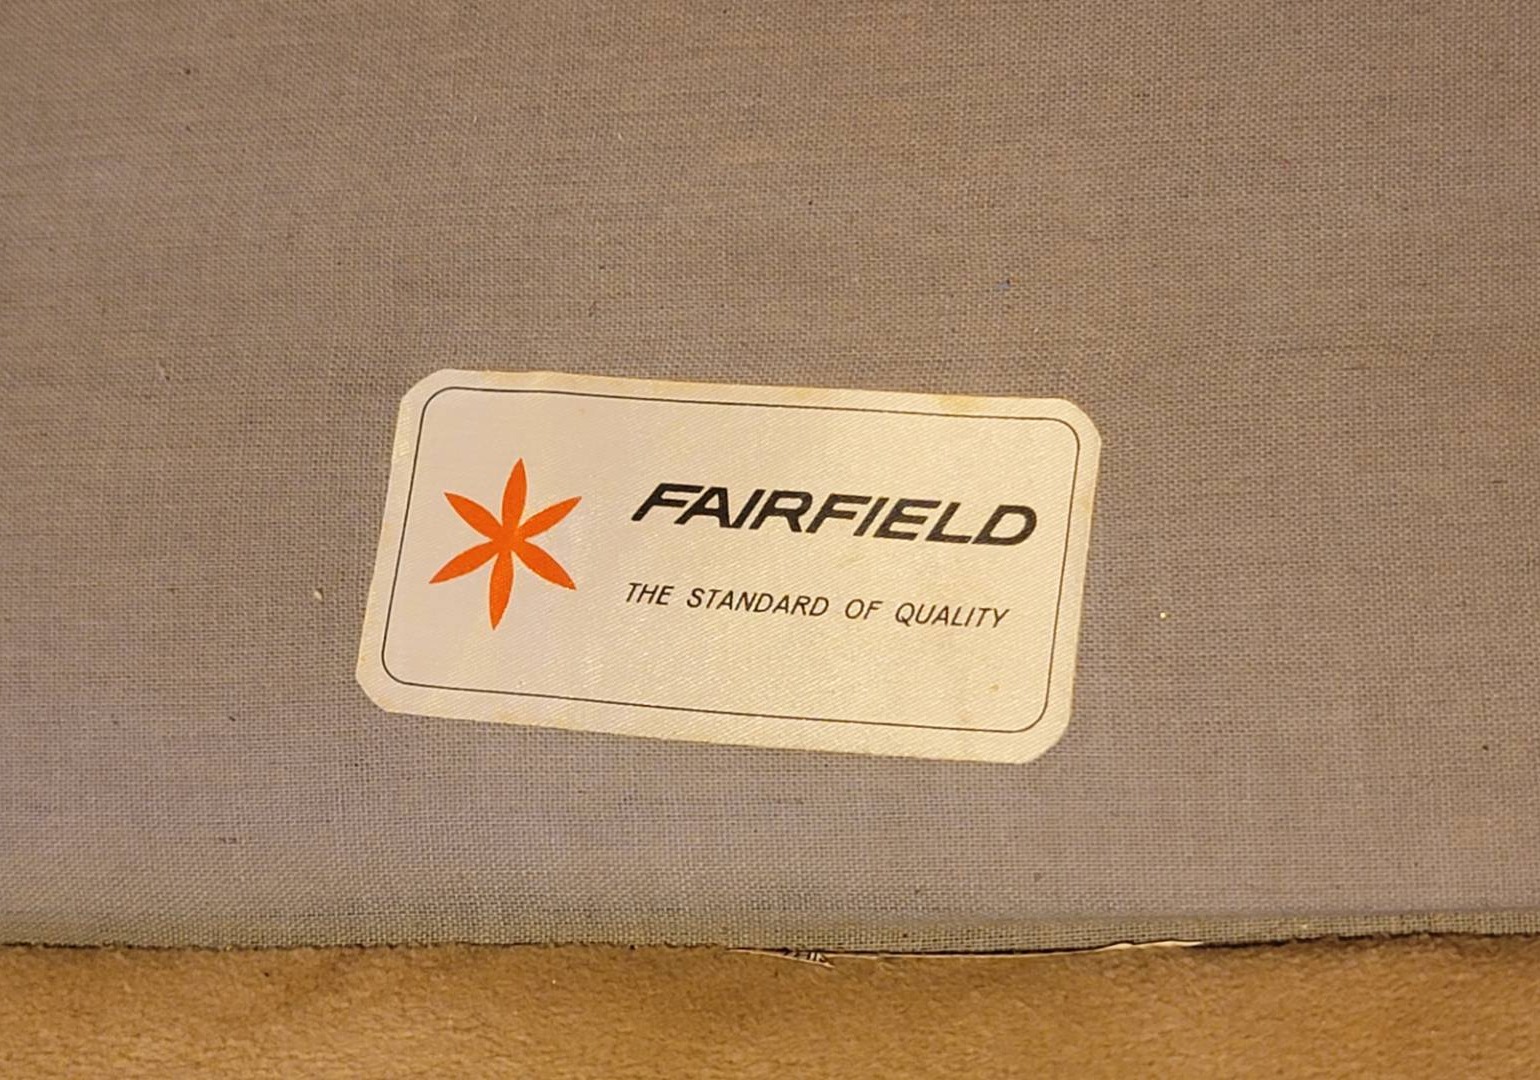 FAIRFIELD
THE STANDARD OF QUALITY